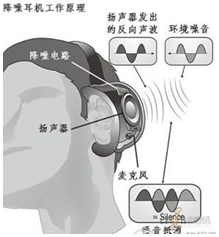 降噪耳机工作原理
扬声器发出
的反向声波
环境噪音
降噪电路
扬声器
麦克风
= Silence
噪音抵消